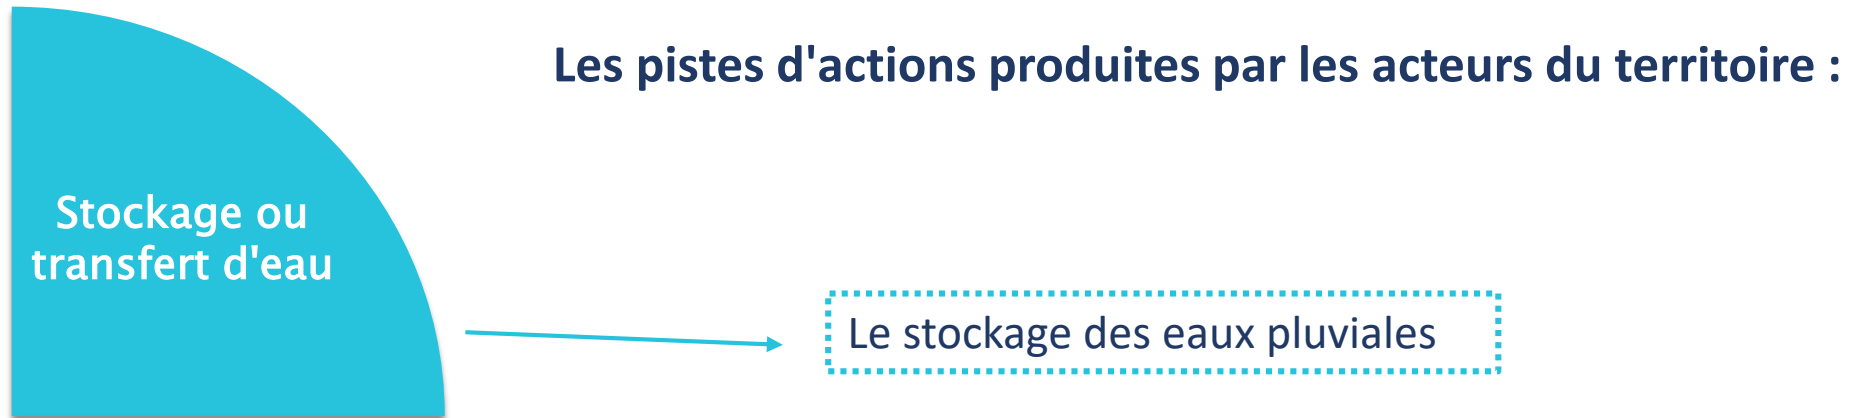 Les pistes d'actions produites par les acteurs du territoire :
Stockage ou
transfert d'eau
Le stockage des eaux pluviales